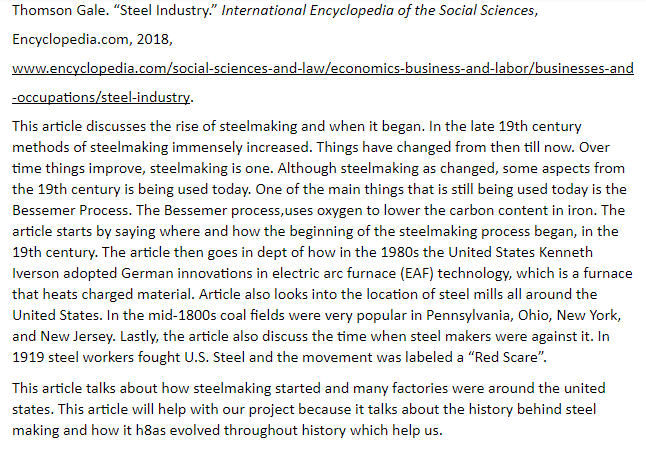 Thomson Gale. “Steel Industry.” International Encyclopedia of the Social Sciences,
Encyclopedia.com, 2018,
www.encyclopedia.com/social-sciences-and-law/economics-business-and-labor/businesses-and
-occupations/steel-industry.
This article discusses the rise of steelmaking and when it began. In the late 19th century
methods of steelmaking immensely increased. Things have changed from then till now. Over
time things improve, steelmaking is one. Although steelmaking as changed, some aspects from
the 19th century is being used today. One of the main things that is still being used today is the
Bessemer Process. The Bessemer process,uses oxygen to lower the carbon content in iron. The
article starts by saying where and how the beginning of the steelmaking process began, in the
19th century. The article then goes in dept of how in the 1980s the United States Kenneth
Iverson adopted German innovations in electric arc furnace (EAF) technology, which is a furnace
that heats charged material. Article also looks into the location of steel mills all around the
United States. In the mid-1800s coal fields were very popular in Pennsylvania, Ohio, New York,
and New Jersey. Lastly, the article also discuss the time when steel makers were against it. In
1919 steel workers fought U.S. Steel and the movement was labeled a “Red Scare”.
This article talks about how steelmaking started and many factories were around the united
states. This article will help with our project because it talks about the history behind steel
making and how it h8as evolved throughout history which help us.